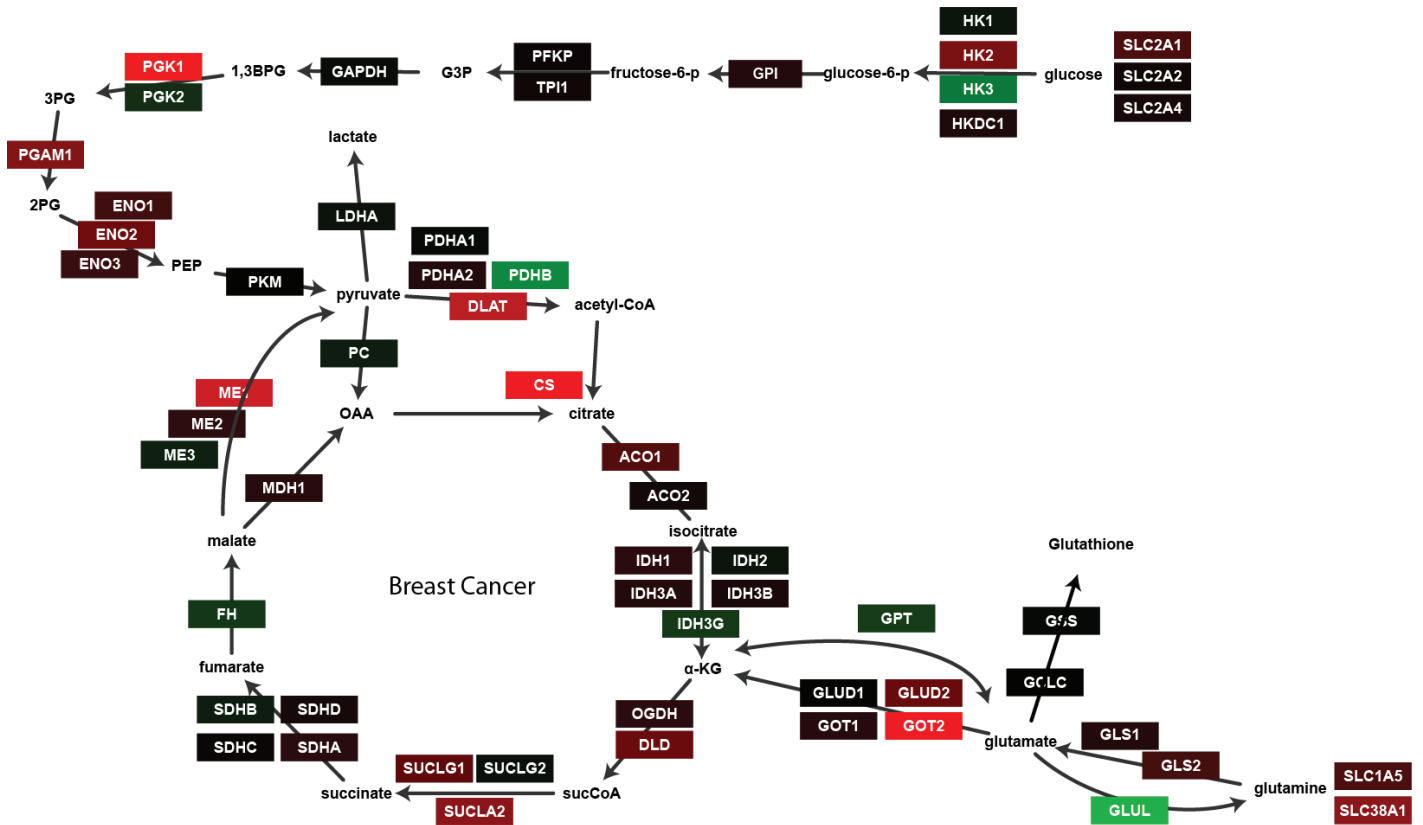 HK1
HK2
HK3
HKDC1
SLC2A1
SLC2A2
SLC2A4
glucose
glucose-6-p
GPI
fructose-6-p
PFKP
TPI1
G3P
GAPDH
1,3BPG
PGK1
PGK2
3PG
PGAM1
2PG
ENO1
ENO2
ENO3
PEP
PKM
pyruvate
lactate
LDHA
PDHA1
PDHA2
PDHB
DLAT
acetyl-CoA
PC
OAA
CS
citrate
ME1
ME2
ME3
MDH1
malate
ACO1
ACO2
isocitrate
IDH1
IDH2
IDH3A
IDH3B
IDH3G
Breast Cancer
α-KG
GPT
Glutathione
GSS
GCLC
GLUD1
GLUD2
GOT1
GOT2
glutamate
GLS1
GLS2
glutamine
GLUL
SLC1A5
SLC38A1
OGDH
DLD
sucCoA
SUCLG1
SUCLG2
SUCLA2
succinate
SDHB
SDHD
SDHC
SDHA
fumarate
FH